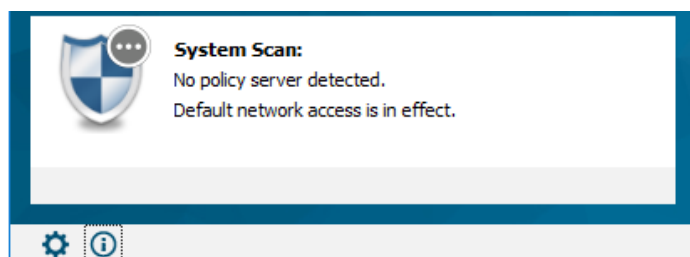 System Scan:
No policy server detected.
Default network access is in effect.